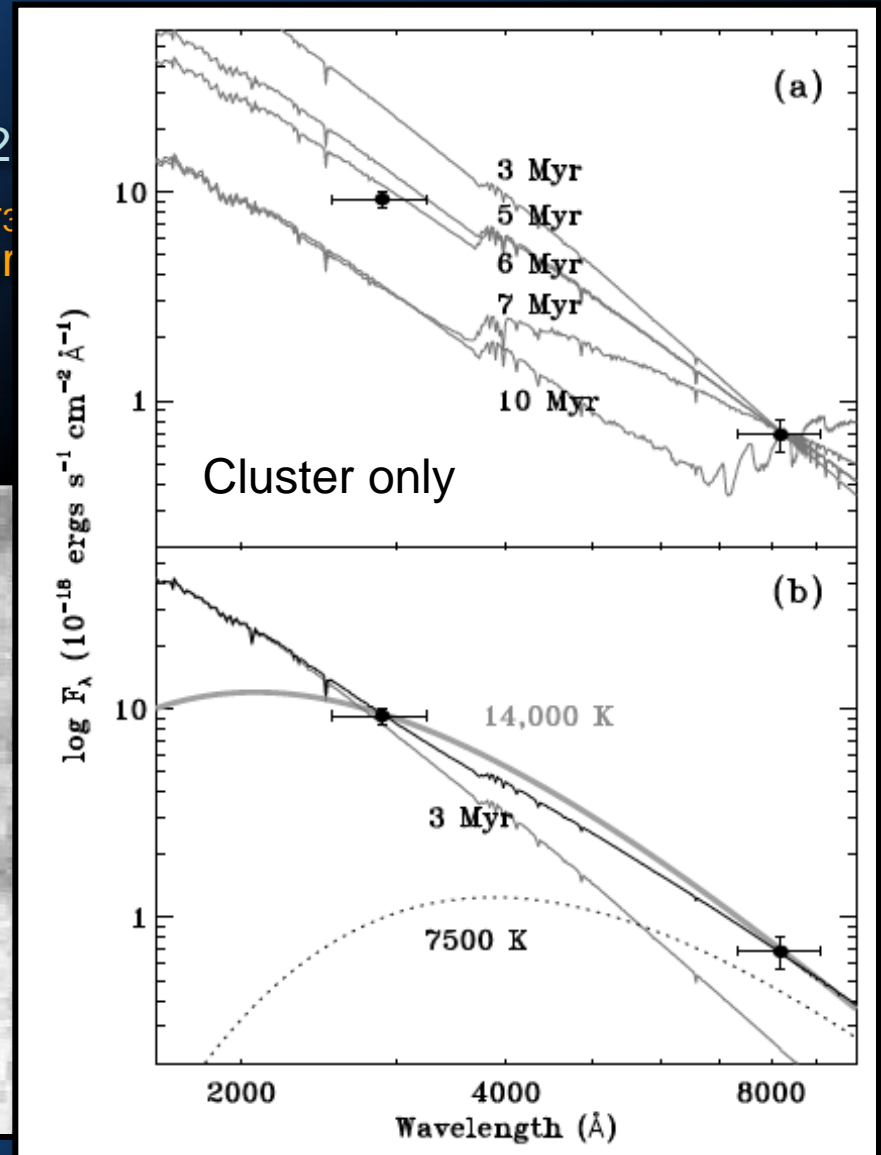 (a)
3 Myr
5 Myr
6 Myr
7 Myr
10 Myr
Cluster only
10
1
(b)
14,000 K
3 Myr
7500 K
10
1
log Fλ (10⁻¹⁸ ergs s⁻¹ cm⁻² Å⁻¹)
2000 4000 8000
Wavelength (Å)